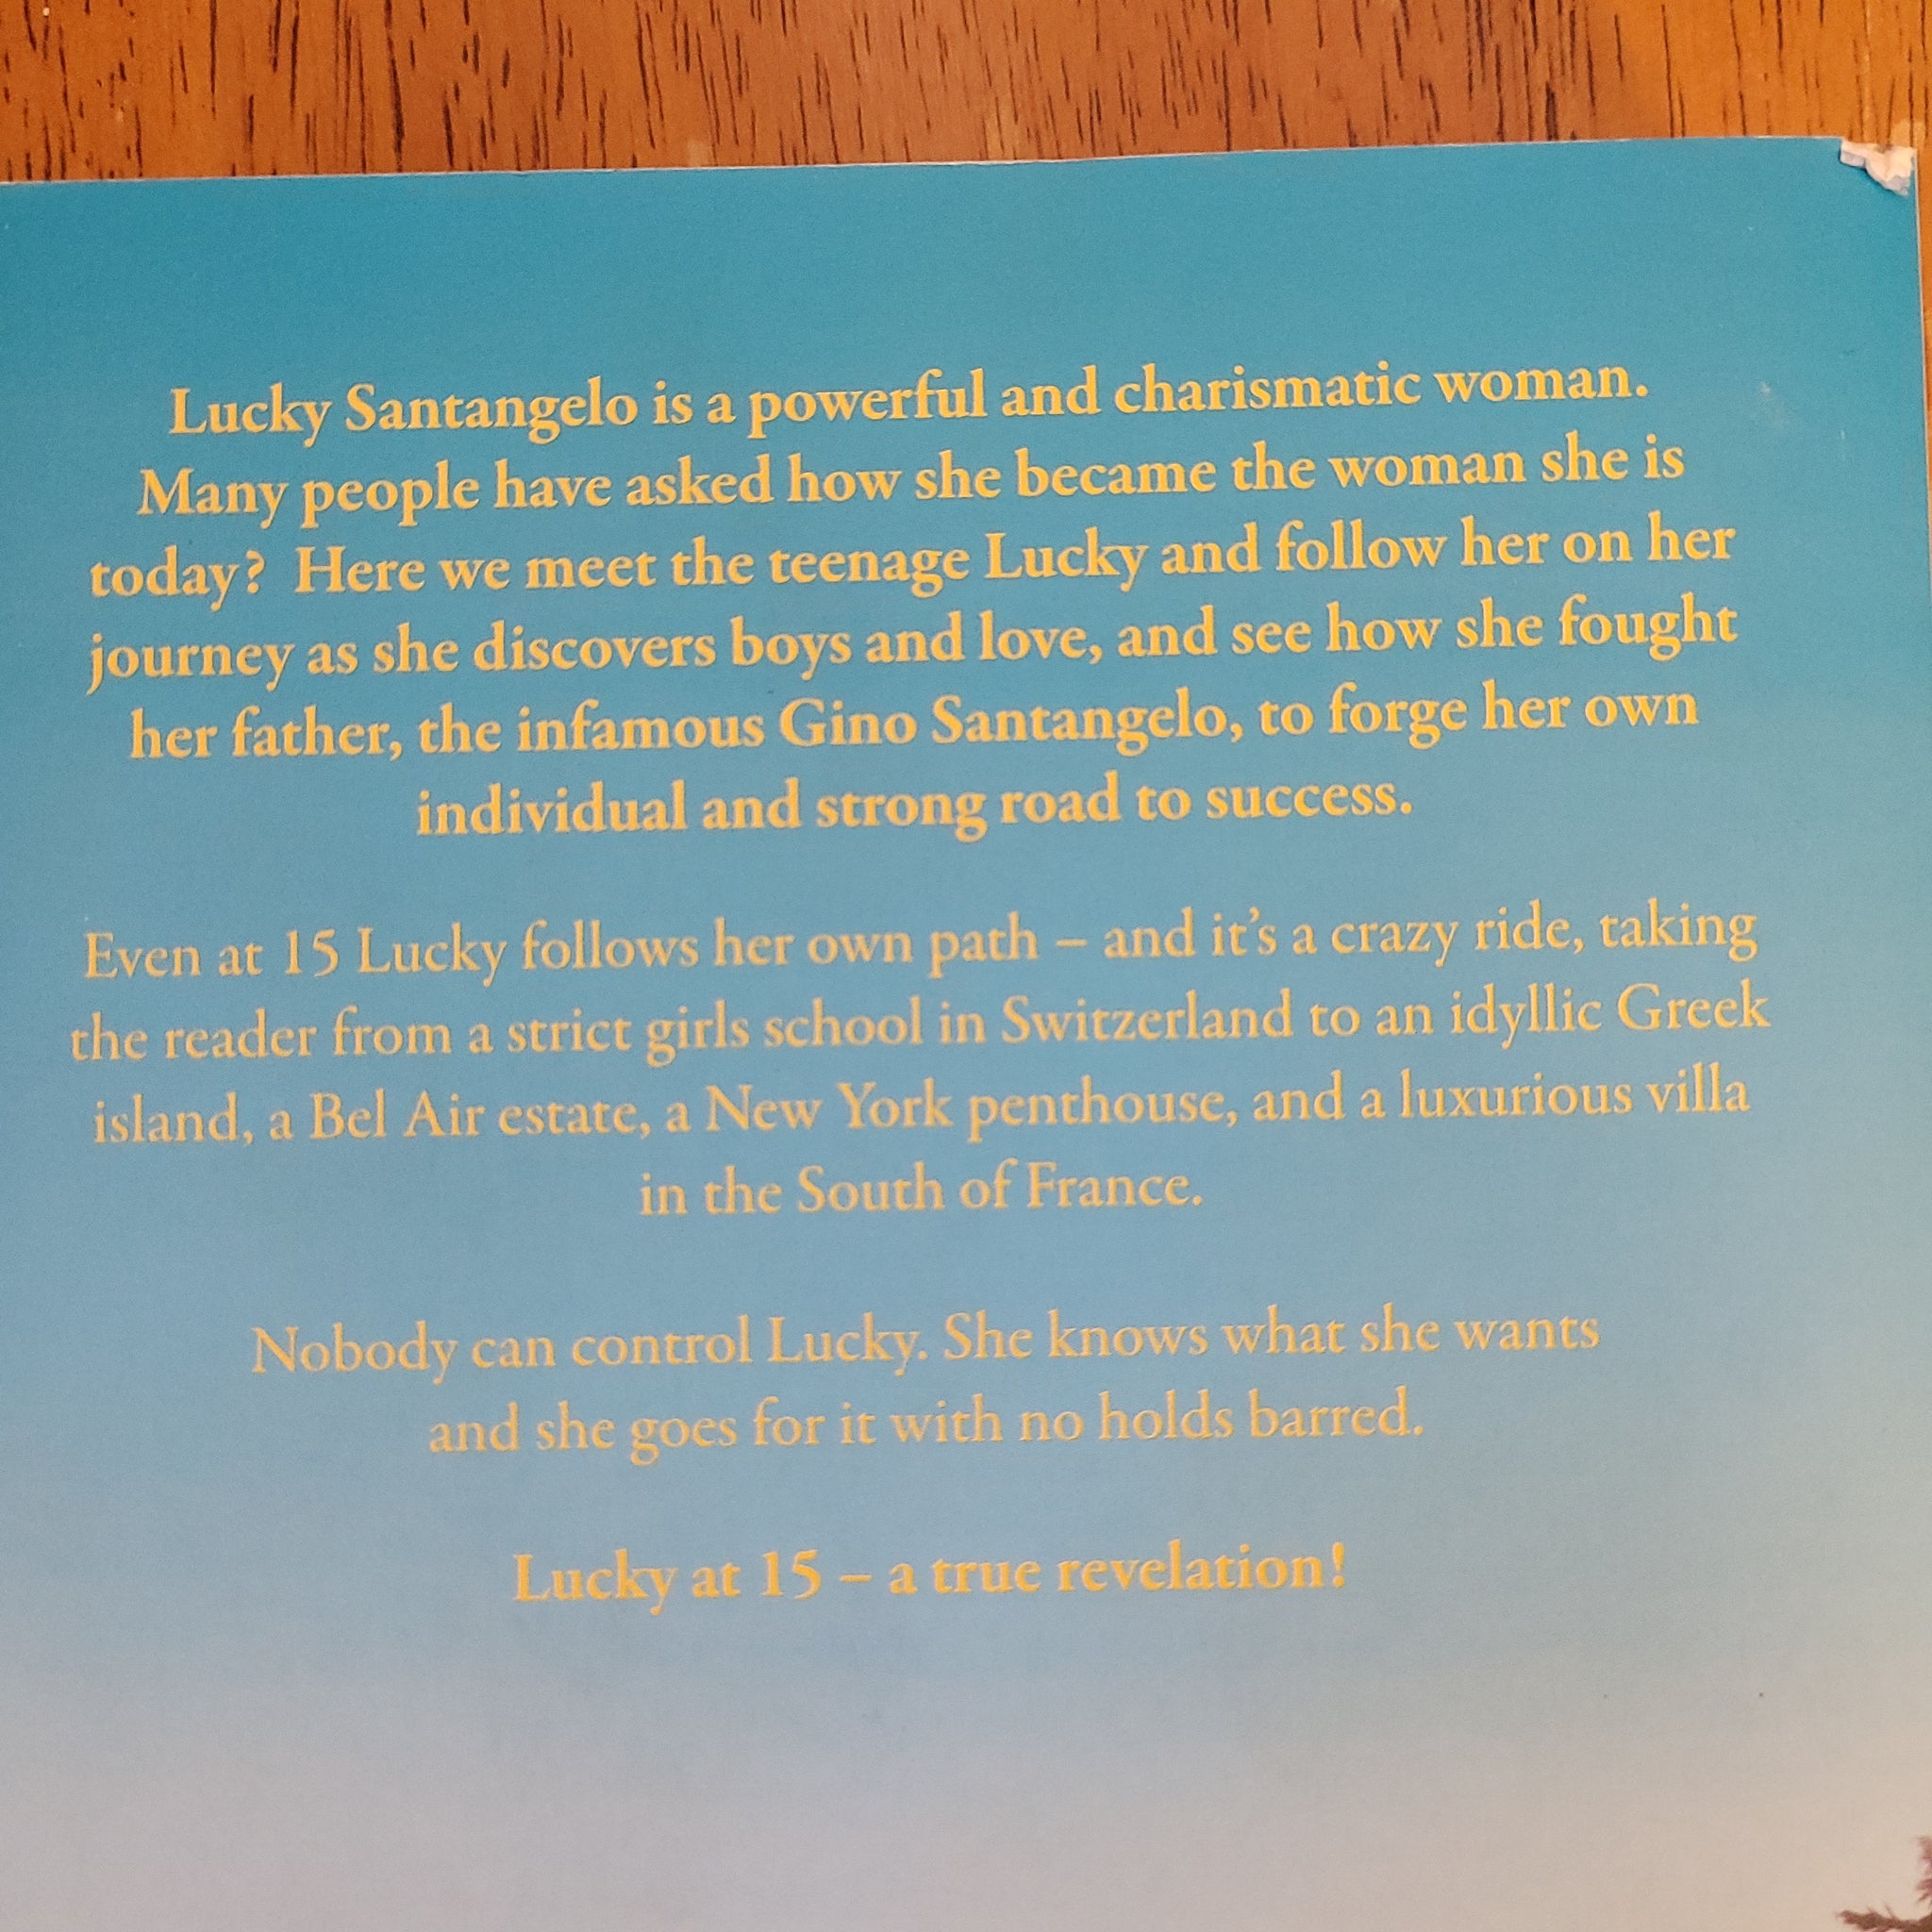 Lucky Santangelo is a powerful and charismatic woman.
Many people have asked how she became the woman she is
today?  Here we meet the teenage Lucky and follow her on her
journey as she discovers boys and love, and see how she fought
her father, the infamous Gino Santangelo, to forge her own
individual and strong road to success.
Even at 15 Lucky follows her own path – and it’s a crazy ride, taking
the reader from a strict girls school in Switzerland to an idyllic Greek
island, a Bel Air estate, a New York penthouse, and a luxurious villa
in the South of France.
Nobody can control Lucky. She knows what she wants
and she goes for it with no holds barred.
Lucky at 15 – a true revelation!